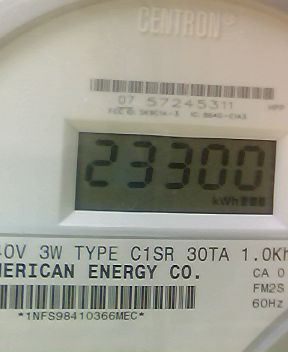 CENTRON®
07 57245311
23300
kWh
40V 3W TYPE C1SR 30TA 1.0Kh
MERICAN ENERGY CO.
CA 0
FM2S
60Hz
*1NFS98410366MEC*